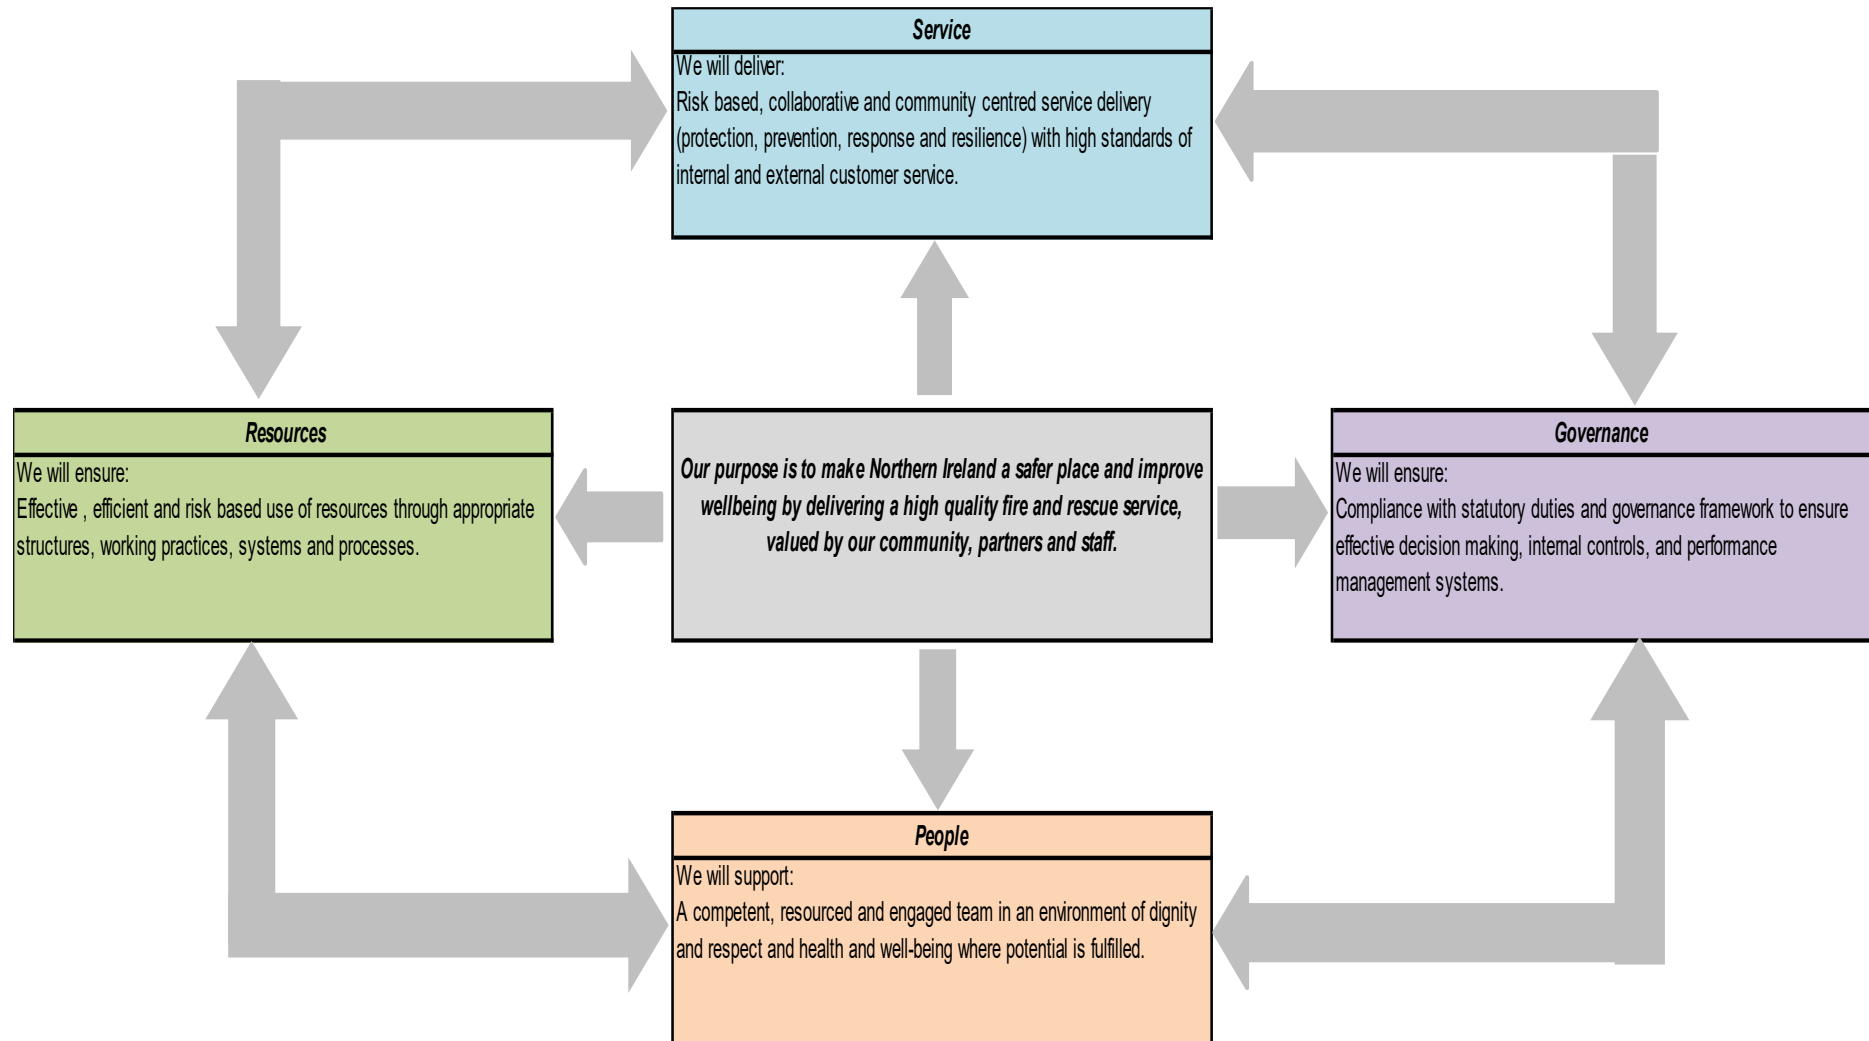 Service
We will deliver:
Risk based, collaborative and community centred service delivery
(protection, prevention, response and resilience) with high standards of
internal and external customer service.
Resources
We will ensure:
Effective , efficient and risk based use of resources through appropriate
structures, working practices, systems and processes.
Our purpose is to make Northern Ireland a safer place and improve
wellbeing by delivering a high quality fire and rescue service,
valued by our community, partners and staff.
Governance
We will ensure:
Compliance with statutory duties and governance framework to ensure
effective decision making, internal controls, and performance
management systems.
People
We will support:
A competent, resourced and engaged team in an environment of dignity
and respect and health and well-being where potential is fulfilled.